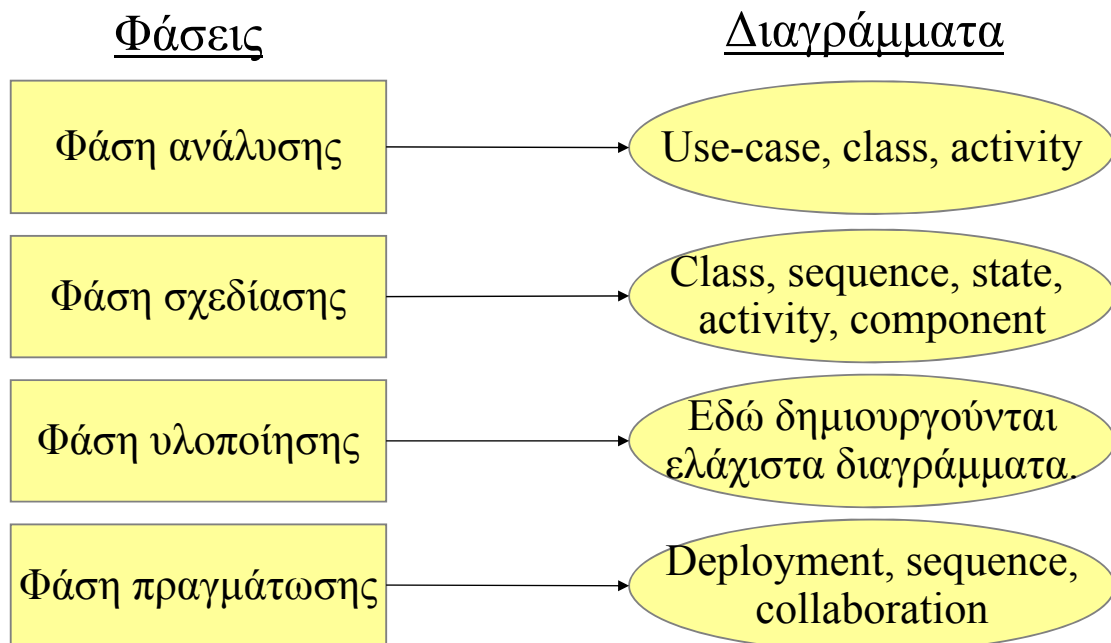 Φάσεις
Διαγράμματα
Φάση ανάλυσης
Use-case, class, activity
Φάση σχεδίασης
Class, sequence, state,
activity, component
Φάση υλοποίησης
Εδώ δημιουργούνται
ελάχιστα διαγράμματα.
Φάση πραγμάτωσης
Deployment, sequence,
collaboration